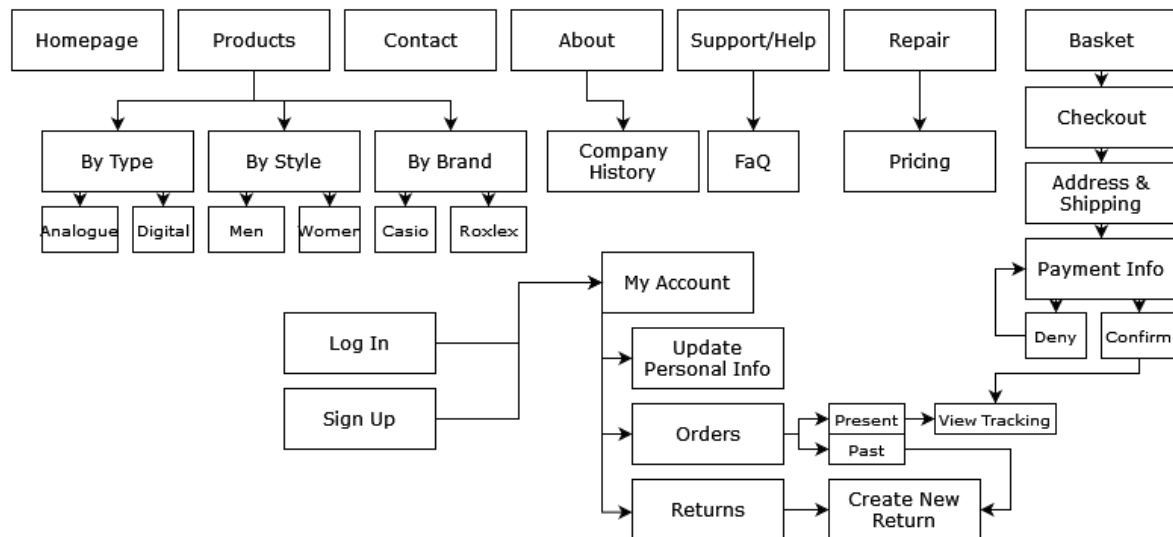 Homepage
Products
Contact
About
Support/Help
Repair
Basket
Checkout
By Type
By Style
By Brand
Company
History
FaQ
Pricing
Address &
Shipping
Analogue
Digital
Men
Women
Casio
Roxlex
My Account
Payment Info
Log In
Deny
Confirm
Update
Personal Info
Sign Up
Orders
Present
View Tracking
Past
Returns
Create New
Return